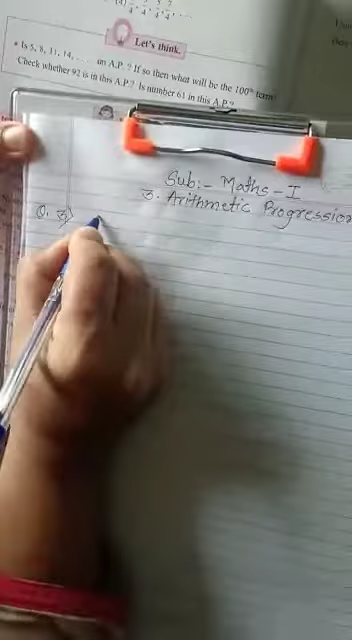 Let's think.
• Is 5, 8, 11, 14, .... an A.P. ? If so then what will be the 100th term?
Check whether 92 is in this A.P.? Is number 61 in this A.P.?
Sub:- Maths-I
3. Arithmetic Progression
Q. 3)